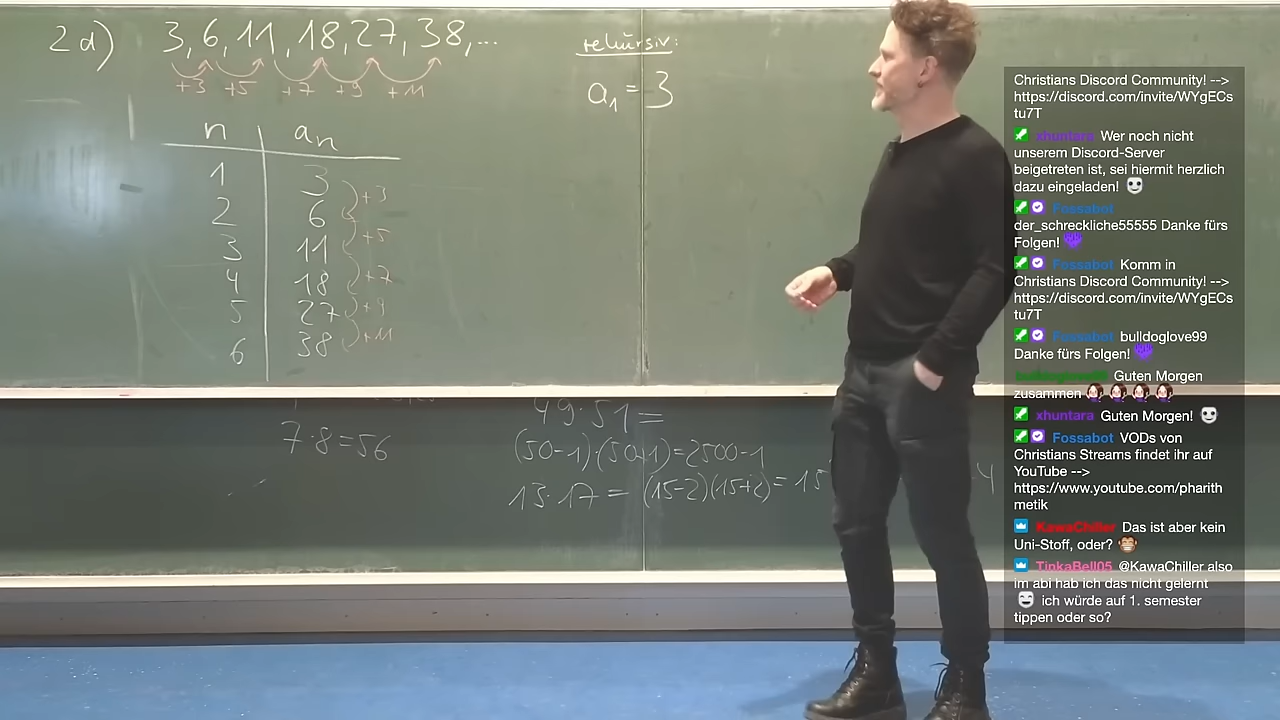 2d) 3, 6, 11, 18, 27, 38, ...
+3 +5 +7 +9 +11
n aₙ
1 3
2 6
3 11
4 18
5 27
6 38
+3
+5
+7
+9
+11
rekursiv:
a₁ = 3
7·8=56
49·51=
(50-1)·(50+1)=2500-1
13·17 = (15-2)(15+2)= 15
4
Christians Discord Community! -->
https://discord.com/invite/WYgECs
tu7T
xhuntara Wer noch nicht
unserem Discord-Server
beigetreten ist, sei hiermit herzlich
dazu eingeladen!
Fossabot
der_schreckliche55555 Danke fürs
Folgen! 💜
Fossabot Komm in
Christians Discord Community! -->
https://discord.com/invite/WYgECs
tu7T
Fossabot bulldoglove99
Danke fürs Folgen! 💜
bulldoglove99 Guten Morgen
zusammen
xhuntara Guten Morgen!
Fossabot VODs von
Christians Streams findet ihr auf
YouTube -->
https://www.youtube.com/pharith
metik
KawaChiller Das ist aber kein
Uni-Stoff, oder? 🐵
TinkaBell05 @KawaChiller also
im abi hab ich das nicht gelernt
ich würde auf 1. semester
tippen oder so?